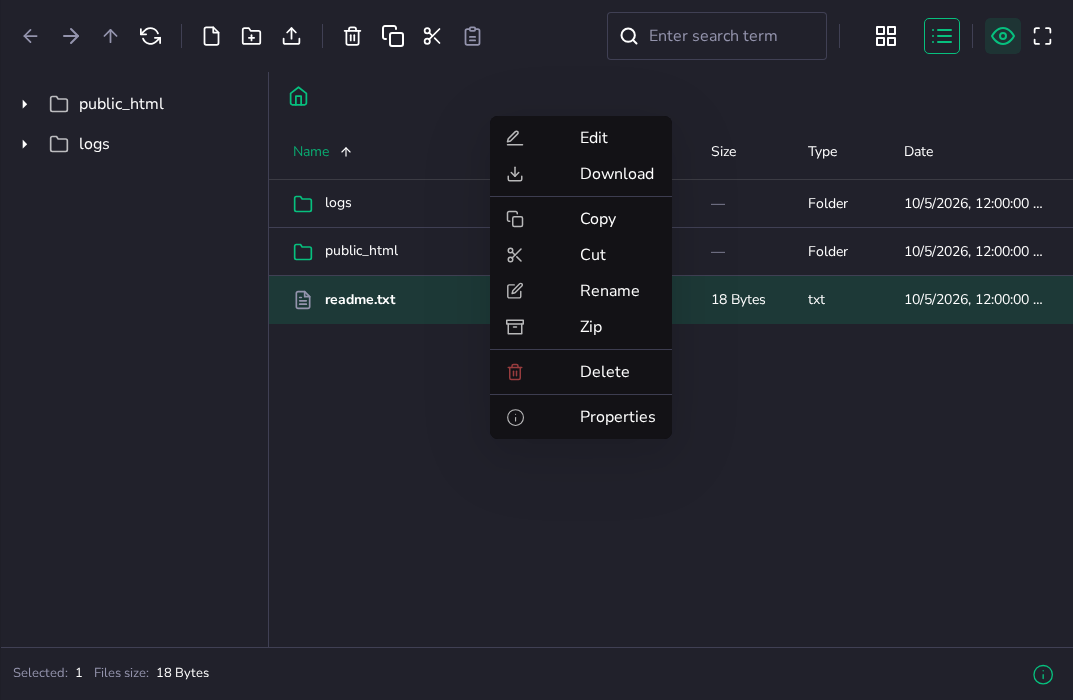 Enter search term
public_html
logs
Name Size Type Date
logs — Folder 10/5/2026, 12:00:00 ...
public_html — Folder 10/5/2026, 12:00:00 ...
readme.txt 18 Bytes txt 10/5/2026, 12:00:00 ...
Edit
Download
Copy
Cut
Rename
Zip
Delete
Properties
Selected: 1 Files size: 18 Bytes